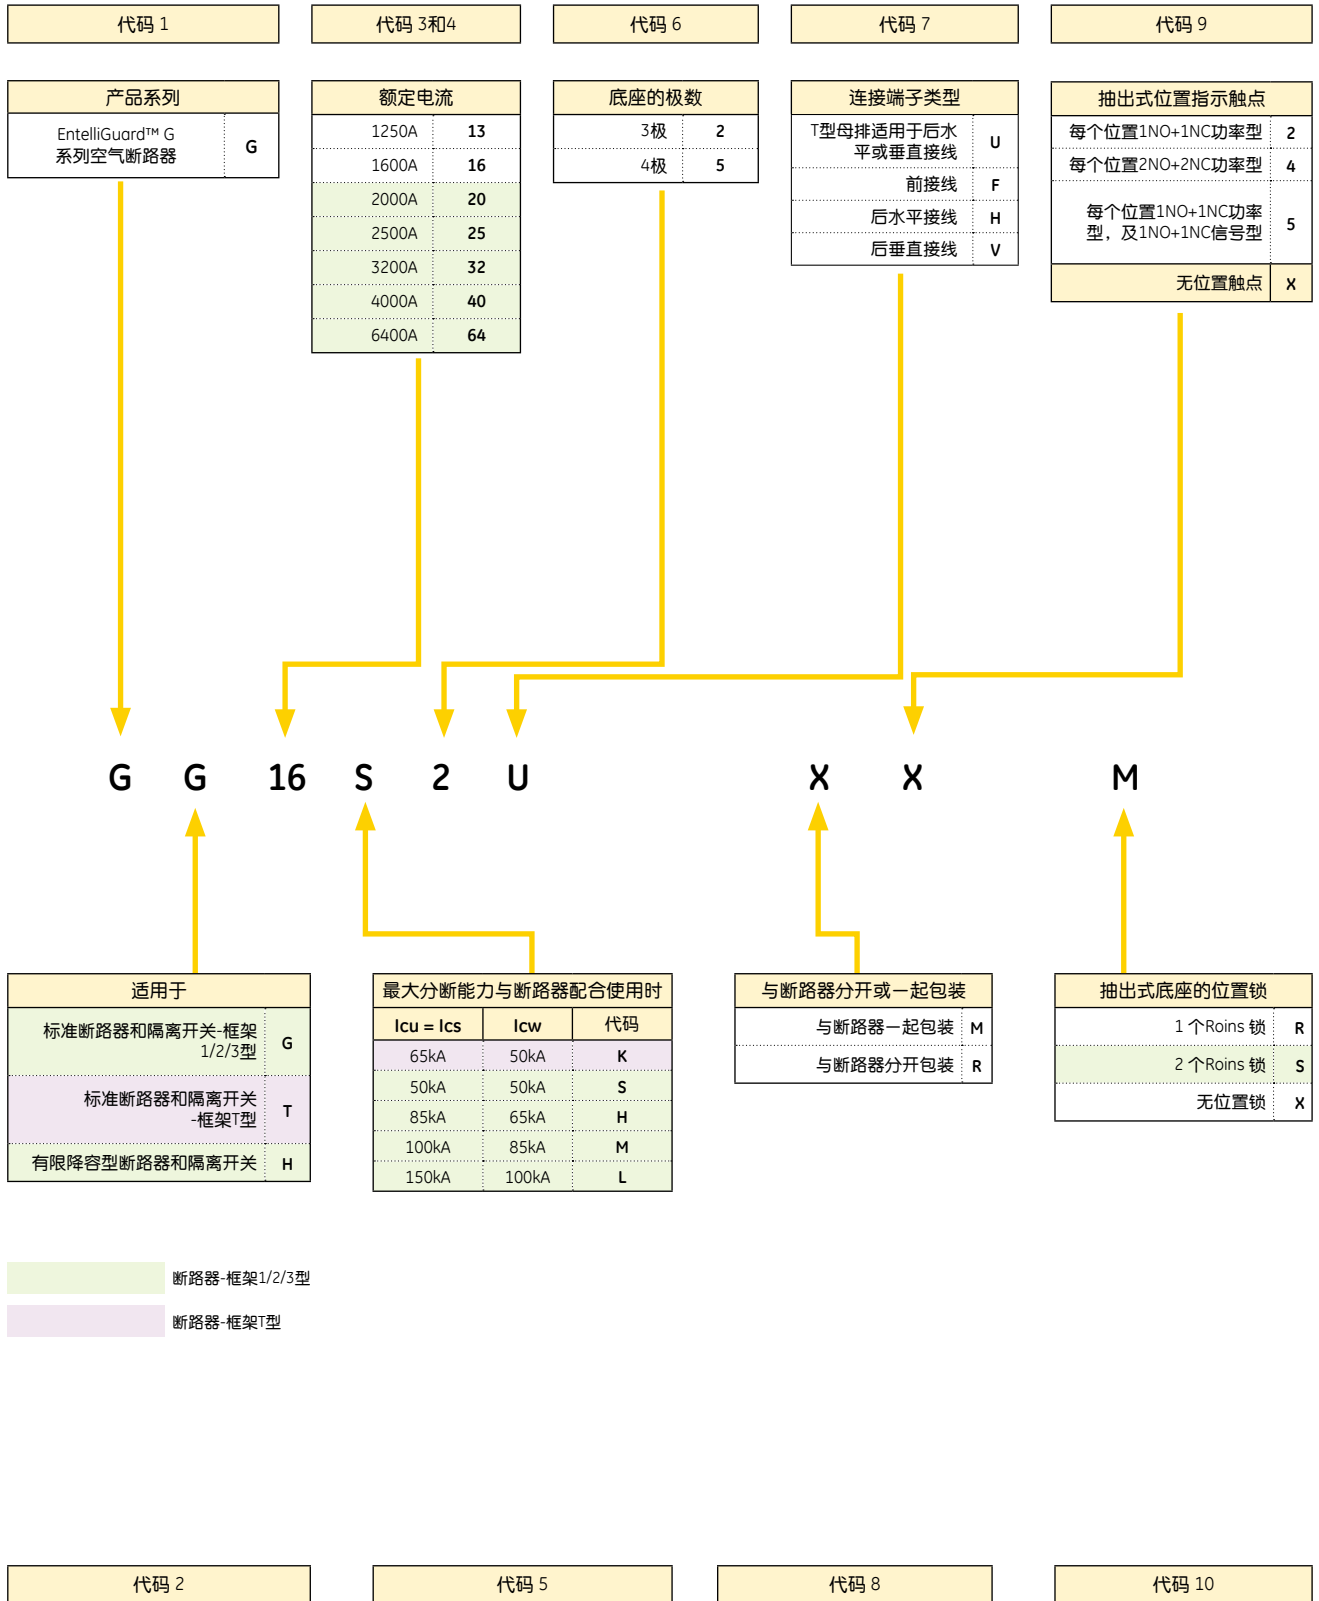 代码 1
代码 3和4
代码 6
代码 7
代码 9
产品系列
EntelliGuard™ G
系列空气断路器
G
额定电流
1250A 13
1600A 16
2000A 20
2500A 25
3200A 32
4000A 40
6400A 64
底座的极数
3极 2
4极 5
连接端子类型
T型母排适用于后水
平或垂直接线
U
前接线 F
后水平接线 H
后垂直接线 V
抽出式位置指示触点
每个位置1NO+1NC功率型 2
每个位置2NO+2NC功率型 4
每个位置1NO+1NC功率
型，及1NO+1NC信号型
5
无位置触点 X
G G 16 S 2 U X X M
适用于
标准断路器和隔离开关-框架
1/2/3型
G
标准断路器和隔离开关
-框架T型
T
有限降容型断路器和隔离开关 H
最大分断能力与断路器配合使用时
Icu = Ics Icw 代码
65kA 50kA K
50kA 50kA S
85kA 65kA H
100kA 85kA M
150kA 100kA L
与断路器分开或一起包装
与断路器一起包装 M
与断路器分开包装 R
抽出式底座的位置锁
1 个Roins 锁 R
2 个Roins 锁 S
无位置锁 X
断路器-框架1/2/3型
断路器-框架T型
代码 2
代码 5
代码 8
代码 10